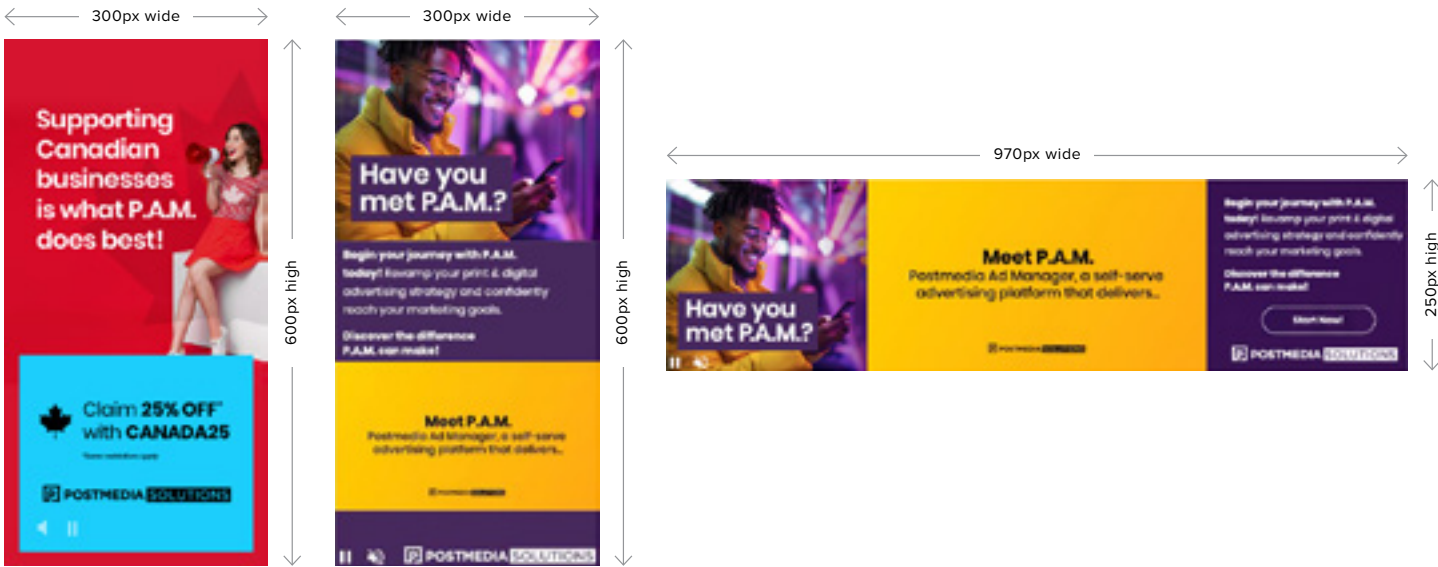 300px wide
600px high
Supporting
Canadian
businesses
is what P.A.M.
does best!
Claim 25% OFF*
with CANADA25
POSTMEDIA SOLUTIONS
300px wide
600px high
Have you
met P.A.M.?
Begin your journey with P.A.M.
today! Revamp your print & digital
advertising strategy and confidently
reach your marketing goals.
Discover the difference
P.A.M. can make!
Meet P.A.M.
Postmedia Ad Manager, a self-serve
advertising platform that delivers...
POSTMEDIA SOLUTIONS
970px wide
250px high
Have you
met P.A.M.?
Meet P.A.M.
Postmedia Ad Manager, a self-serve
advertising platform that delivers...
POSTMEDIA SOLUTIONS
Begin your journey with P.A.M.
today! Revamp your print & digital
advertising strategy and confidently
reach your marketing goals.
Discover the difference
P.A.M. can make!
Start Now!
POSTMEDIA SOLUTIONS